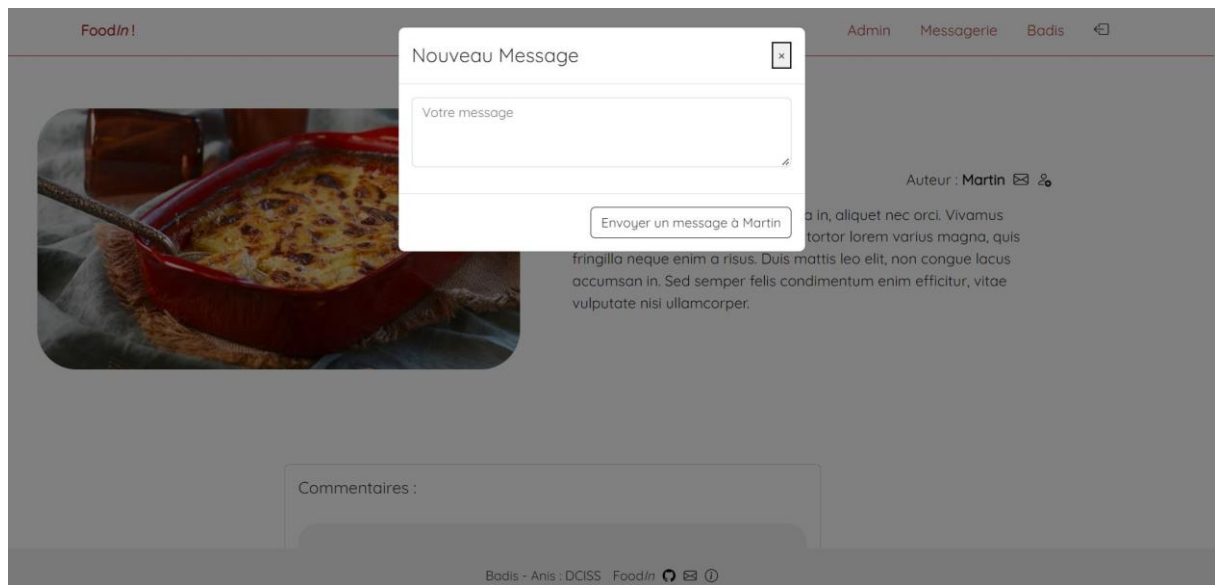 FoodIn !
Admin Messagerie Badis
Nouveau Message
×
Votre message
Auteur : Martin
Envoyer un message à Martin
a in, aliquet nec orci. Vivamus
tortor lorem varius magna, quis
fringilla neque enim a risus. Duis mattis leo elit, non congue lacus
accumsan in. Sed semper felis condimentum enim efficitur, vitae
vulputate nisi ullamcorper.
Commentaires :
Badis - Anis : DCISS FoodIn